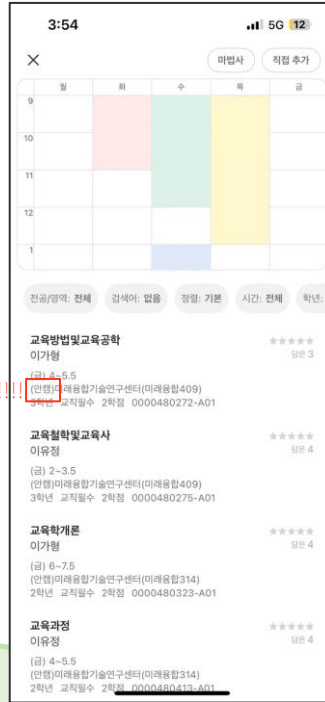 3:54 5G 12
마법사 직접 추가
월 화 수 목 금
9
10
11
12
1
전공/영역: 전체 검색어: 없음 정렬: 기본 시간: 전체 학년:
교육방법및교육공학
이가형 담은 3
(금) 4~5.5
!!!! (안캠)미래융합기술연구센터(미래융합409)
3학년 교직필수 2학점 0000480272-A01
교육철학및교육사
이유정 담은 4
(금) 2~3.5
(안캠)미래융합기술연구센터(미래융합409)
3학년 교직필수 2학점 0000480275-A01
교육학개론
이가형 담은 4
(금) 6~7.5
(안캠)미래융합기술연구센터(미래융합314)
2학년 교직필수 2학점 0000480323-A01
교육과정
이유정 담은 4
(금) 4~5.5
(안캠)미래융합기술연구센터(미래융합314)
2학년 교직필수 2학점 0000480413-A01